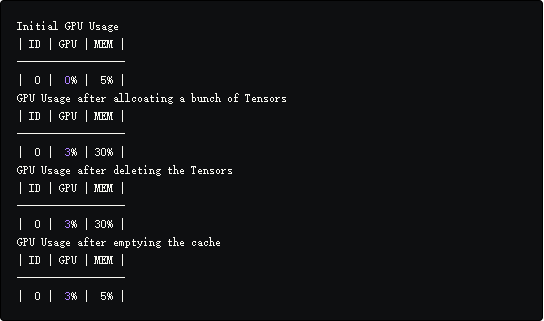 Initial GPU Usage
| ID | GPU | MEM |
------------------
|  0 |  0% |  5% |
GPU Usage after allcoating a bunch of Tensors
| ID | GPU | MEM |
------------------
|  0 |  3% | 30% |
GPU Usage after deleting the Tensors
| ID | GPU | MEM |
------------------
|  0 |  3% | 30% |
GPU Usage after emptying the cache
| ID | GPU | MEM |
------------------
|  0 |  3% |  5% |